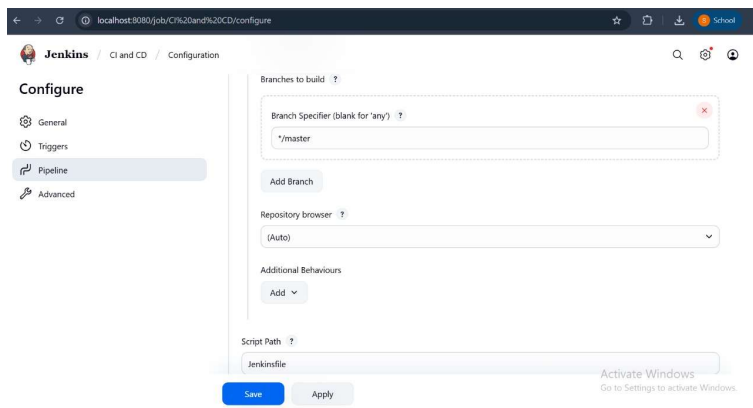 localhost:8080/job/CI%20and%20CD/configure
S School
Jenkins / CI and CD / Configuration
Configure
General
Triggers
Pipeline
Advanced
Branches to build ?
Branch Specifier (blank for 'any') ?
*/master
Add Branch
Repository browser ?
(Auto)
Additional Behaviours
Add
Script Path ?
Jenkinsfile
Save Apply
Activate Windows
Go to Settings to activate Windows.